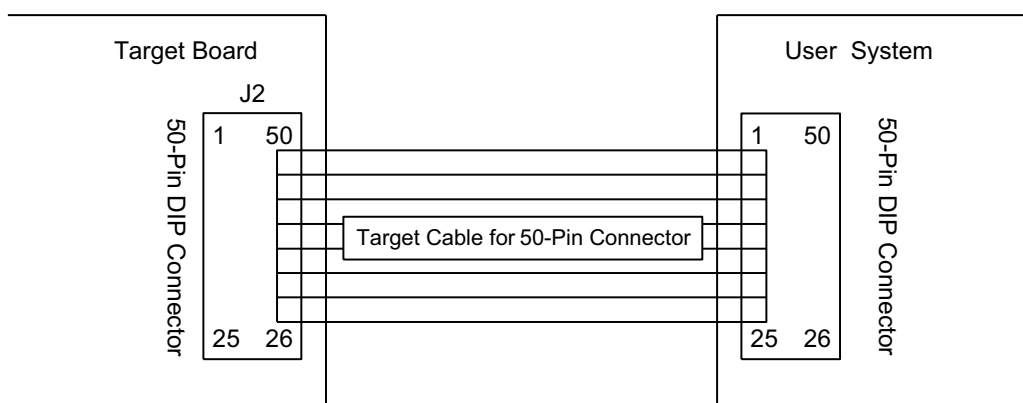 Target Board
User System
J2
50-Pin DIP Connector
1 50
25 26
Target Cable for 50-Pin Connector
1 50
25 26
50-Pin DIP Connector